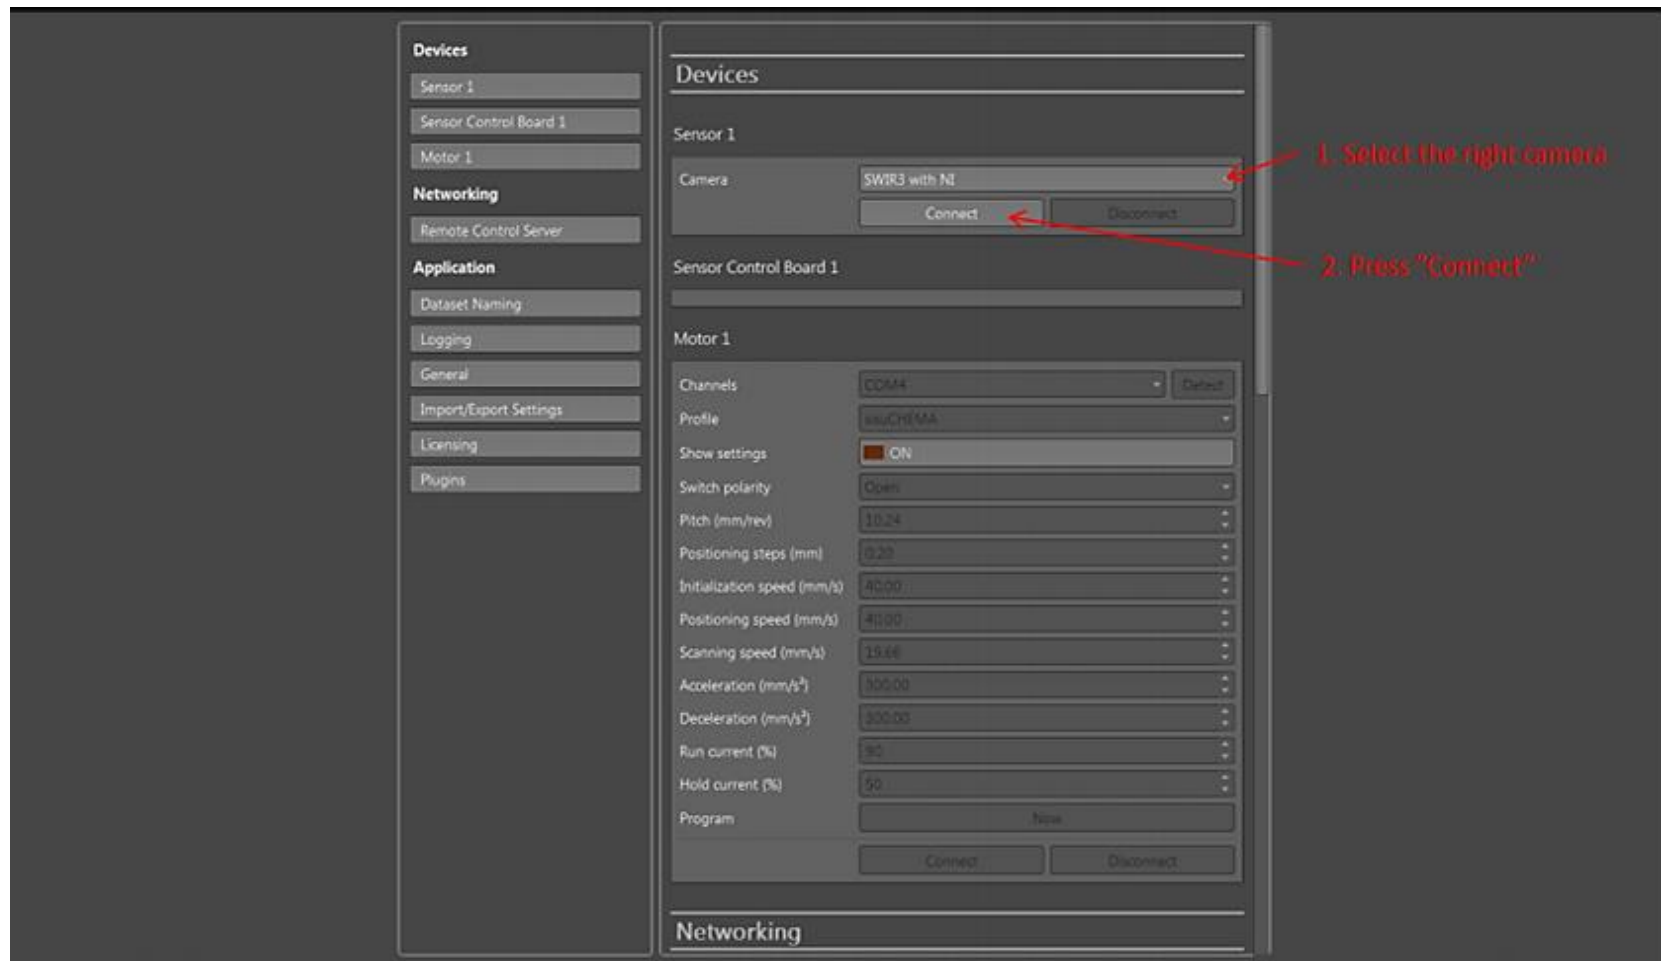 Devices
Sensor 1
Sensor Control Board 1
Motor 1
Networking
Remote Control Server
Application
Dataset Naming
Logging
General
Import/Export Settings
Licensing
Plugins
Devices
Sensor 1
Camera SWIR3 with NI
Connect Disconnect
1. Select the right camera
2. Press "Connect"
Sensor Control Board 1
Motor 1
Channels COM4 Detect
Profile
Show settings ON
Switch polarity Open
Pitch (mm/rev) 10.24
Positioning steps (mm) 0.20
Initialization speed (mm/s) 40.00
Positioning speed (mm/s) 40.00
Scanning speed (mm/s) 19.66
Acceleration (mm/s²) 300.00
Deceleration (mm/s²) 300.00
Run current (%) 90
Hold current (%) 50
Program Now
Connect Disconnect
Networking